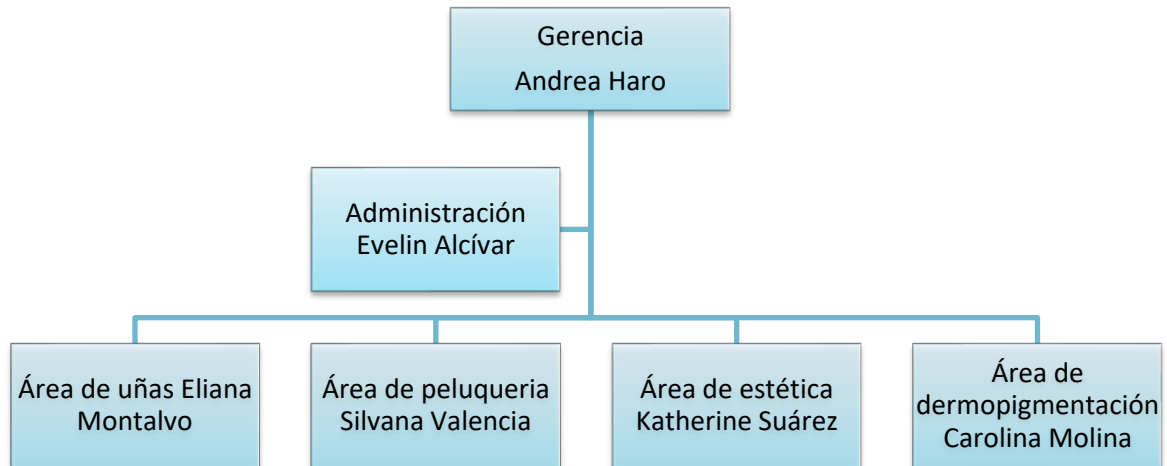 Gerencia
Andrea Haro
Administración
Evelin Alcívar
Área de uñas Eliana
Montalvo
Área de peluqueria
Silvana Valencia
Área de estética
Katherine Suárez
Área de
dermopigmentación
Carolina Molina